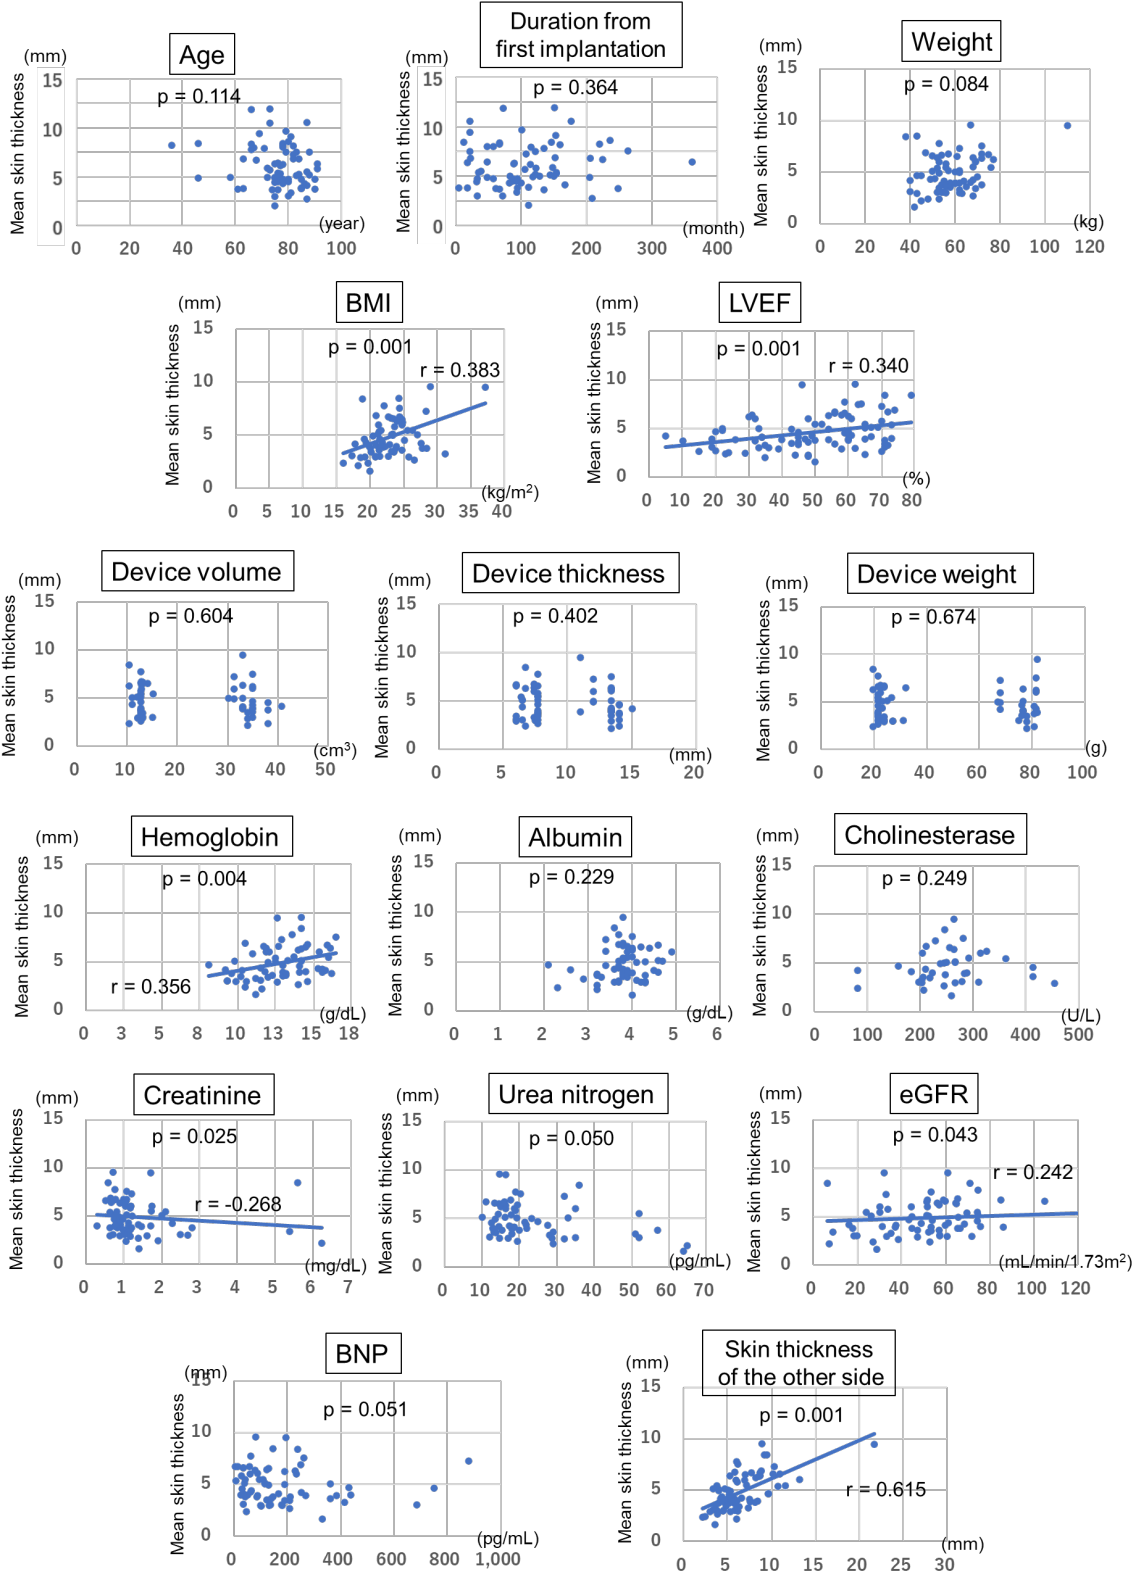 Age
(mm)
Mean skin thickness
p = 0.114
15
10
5
0
0 20 40 60 80 100
(year)
Duration from
first implantation
(mm)
Mean skin thickness
p = 0.364
15
10
5
0
0 100 200 300 400
(month)
Weight
(mm)
Mean skin thickness
p = 0.084
15
10
5
0
0 20 40 60 80 100 120
(kg)
BMI
(mm)
Mean skin thickness
p = 0.001
r = 0.383
15
10
5
0
0 5 10 15 20 25 30 35 40
(kg/m²)
LVEF
(mm)
Mean skin thickness
p = 0.001
r = 0.340
15
10
5
0
0 10 20 30 40 50 60 70 80
(%)
Device volume
(mm)
Mean skin thickness
p = 0.604
15
10
5
0
0 10 20 30 40 50
(cm³)
Device thickness
(mm)
Mean skin thickness
p = 0.402
15
10
5
0
0 5 10 15 20
(mm)
Device weight
(mm)
Mean skin thickness
p = 0.674
15
10
5
0
0 20 40 60 80 100
(g)
Hemoglobin
(mm)
Mean skin thickness
p = 0.004
r = 0.356
15
10
5
0
0 3 5 8 10 13 15 18
(g/dL)
Albumin
(mm)
Mean skin thickness
p = 0.229
15
10
5
0
0 1 2 3 4 5 6
(g/dL)
Cholinesterase
(mm)
Mean skin thickness
p = 0.249
15
10
5
0
0 100 200 300 400 500
(U/L)
Creatinine
(mm)
Mean skin thickness
p = 0.025
r = -0.268
15
10
5
0
0 1 2 3 4 5 6 7
(mg/dL)
Urea nitrogen
(mm)
Mean skin thickness
p = 0.050
15
10
5
0
0 10 20 30 40 50 60 70
(pg/mL)
eGFR
(mm)
Mean skin thickness
p = 0.043
r = 0.242
15
10
5
0
0 20 40 60 80 100 120
(mL/min/1.73m²)
BNP
(mm)
Mean skin thickness
p = 0.051
15
10
5
0
0 200 400 600 800 1,000
(pg/mL)
Skin thickness
of the other side
(mm)
Mean skin thickness
p = 0.001
r = 0.615
15
10
5
0
0 5 10 15 20 25 30
(mm)